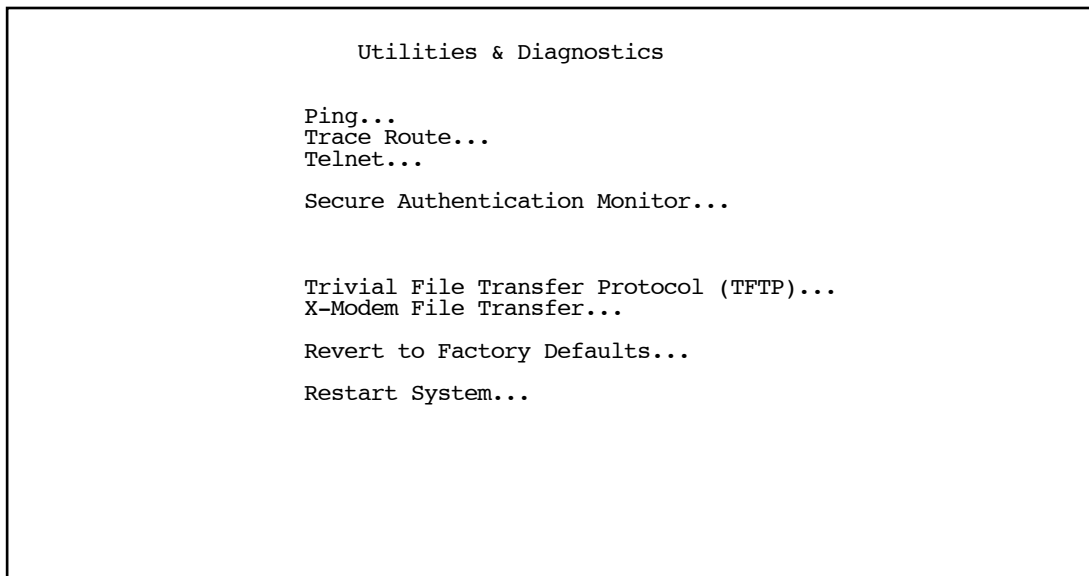 Utilities & Diagnostics
Ping...
Trace Route...
Telnet...
Secure Authentication Monitor...
Trivial File Transfer Protocol (TFTP)...
X-Modem File Transfer...
Revert to Factory Defaults...
Restart System...